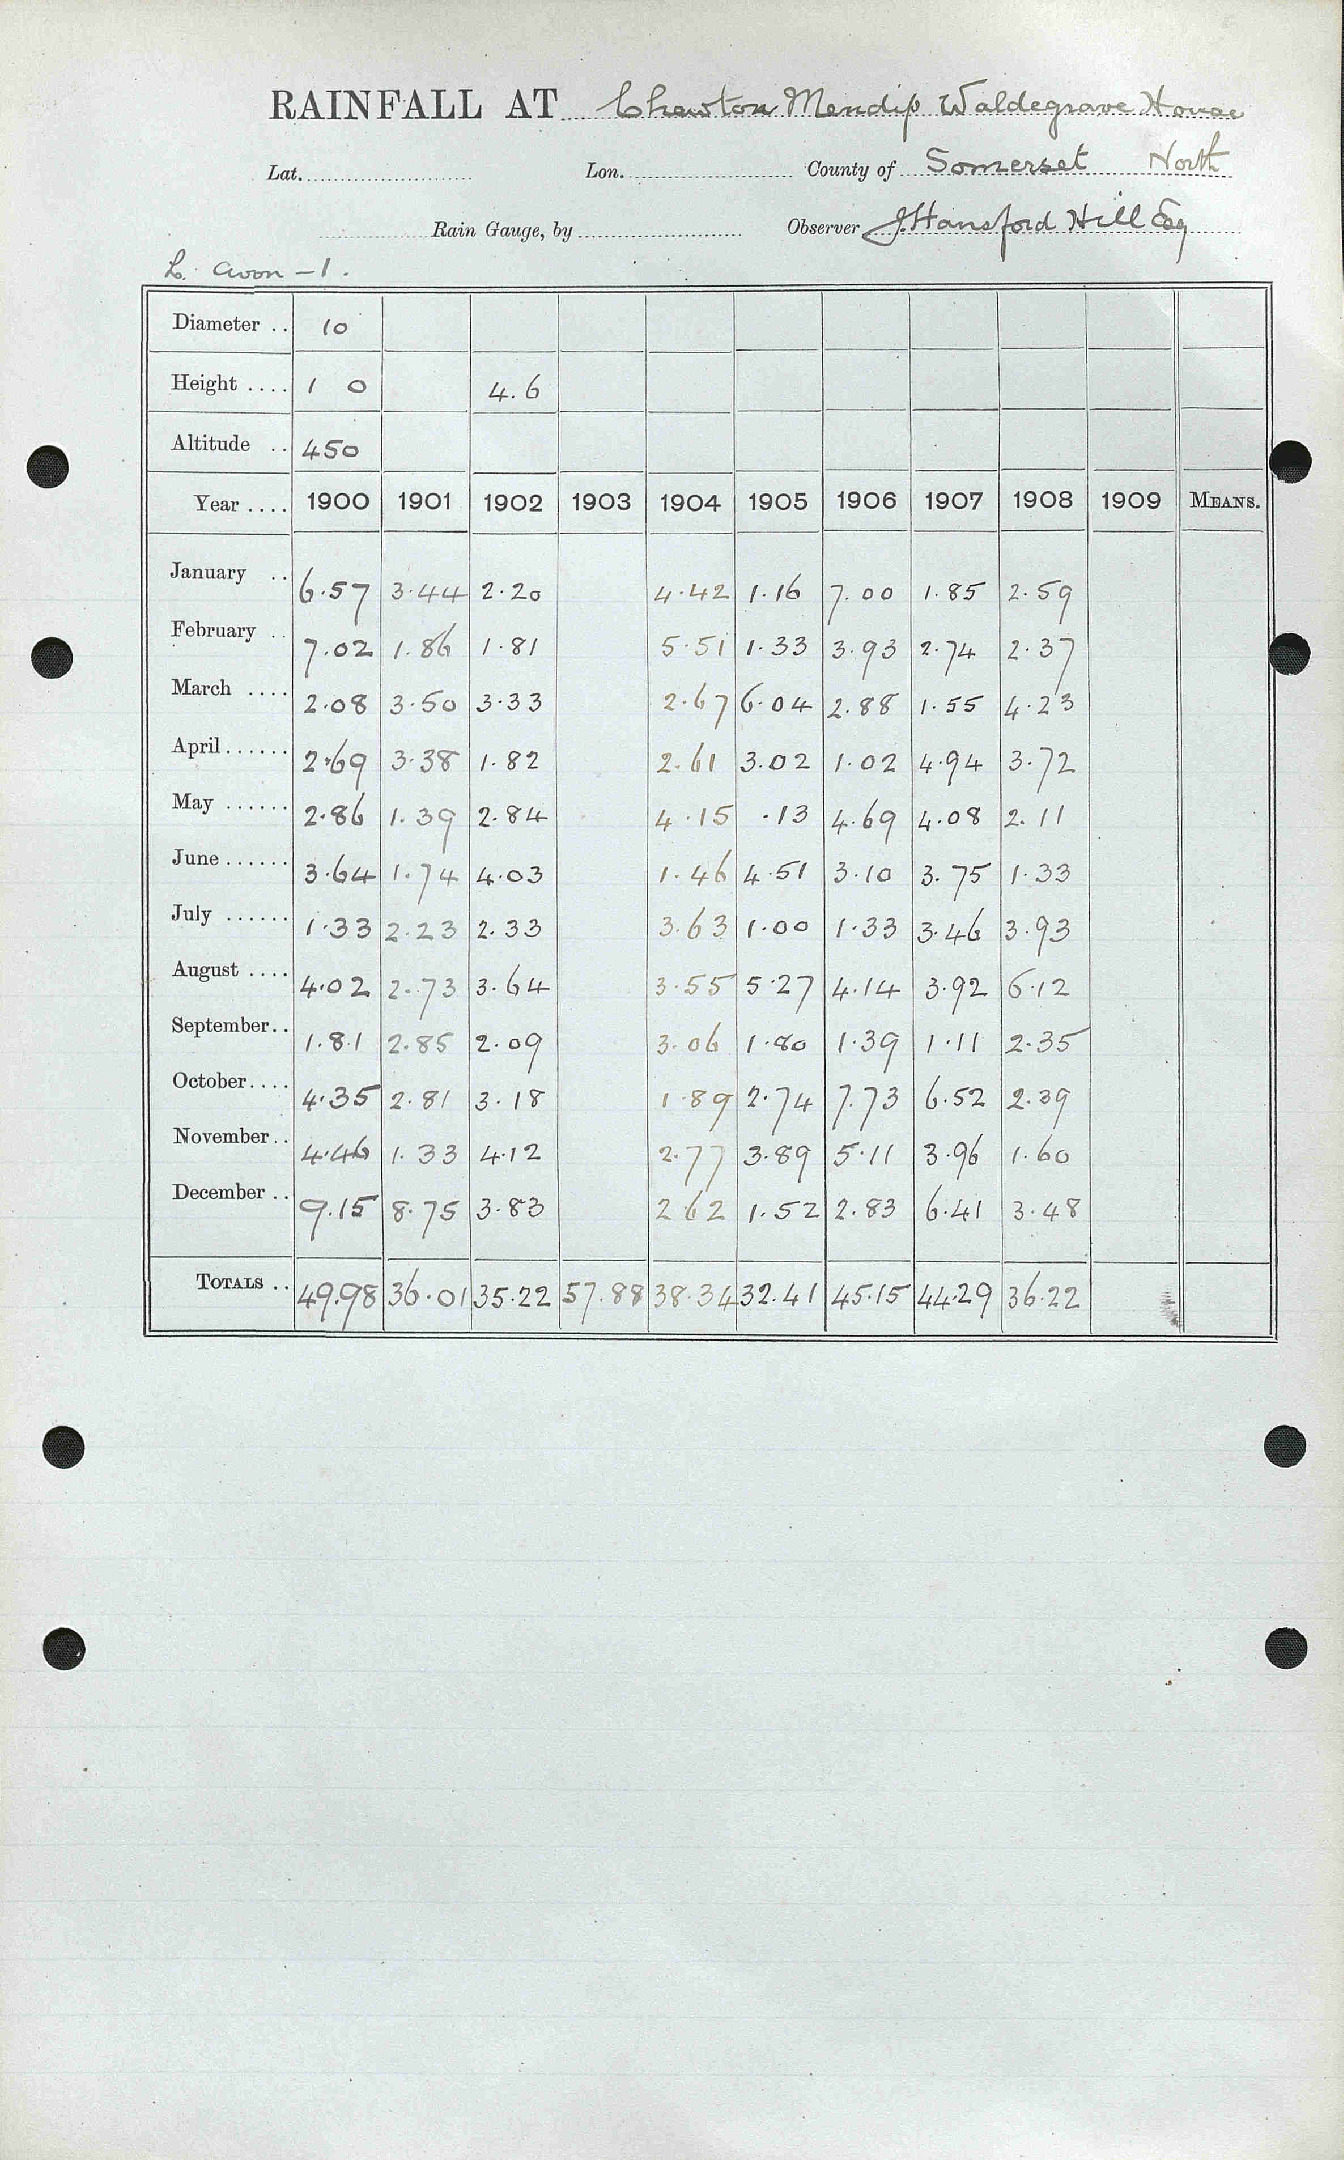 RAINFALL AT Chewton Mendip Waldegrave House
Lat. Lon. County of Somerset North
Rain Gauge, by Observer J. Hansford Hill Esq
L. Avon - 1.
Diameter .. 10
Height .... 1 0 4.6
Altitude .. 450
Year .... 1900 1901 1902 1903 1904 1905 1906 1907 1908 1909 MEANS.
January .. 6.57 3.44 2.20 4.42 1.16 7.00 1.85 2.59
February .. 7.02 1.86 1.81 5.51 1.33 3.93 2.74 2.37
March .... 2.08 3.50 3.33 2.67 6.04 2.88 1.55 4.23
April ...... 2.69 3.38 1.82 2.61 3.02 1.02 4.94 3.72
May ...... 2.86 1.39 2.84 4.15 .13 4.69 4.08 2.11
June ...... 3.64 1.74 4.03 1.46 4.51 3.10 3.75 1.33
July ...... 1.33 2.23 2.33 3.63 1.00 1.33 3.46 3.93
August .... 4.02 2.73 3.64 3.55 5.27 4.14 3.92 6.12
September .. 1.81 2.85 2.09 3.06 1.80 1.39 1.11 2.35
October .... 4.35 2.81 3.18 1.89 2.74 7.73 6.52 2.39
November .. 4.46 1.33 4.12 2.77 3.89 5.11 3.96 1.60
December .. 9.15 8.75 3.83 2.62 1.52 2.83 6.41 3.48
TOTALS .. 49.98 36.01 35.22 57.88 38.34 32.41 45.15 44.29 36.22